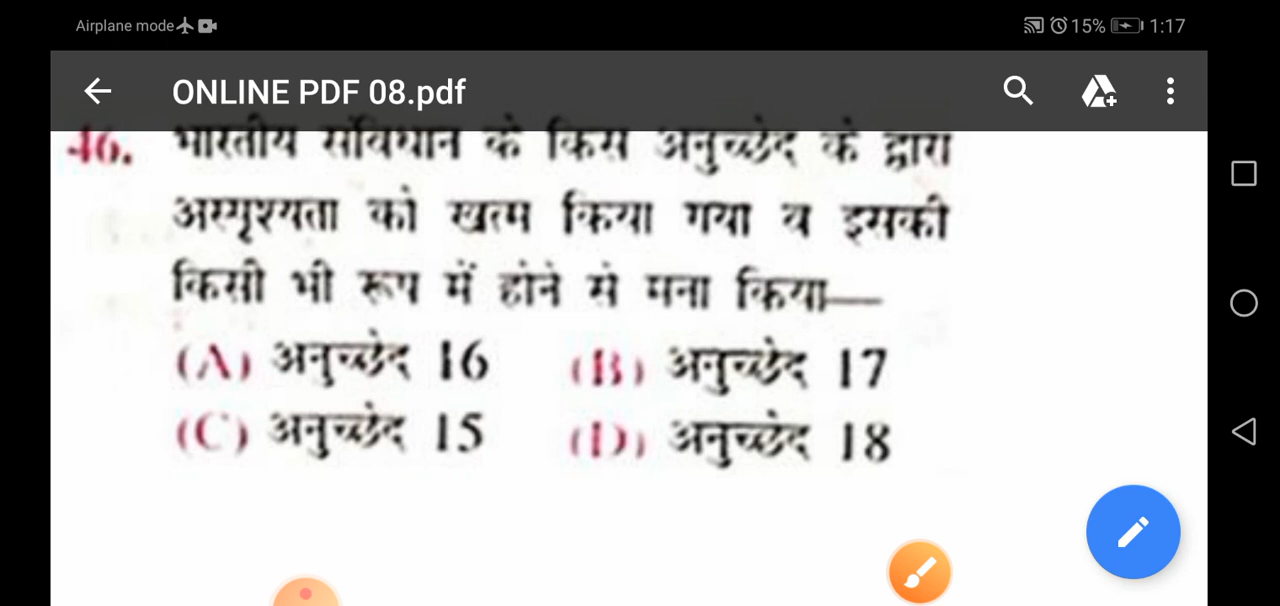 Airplane mode 15% 1:17
ONLINE PDF 08.pdf
46. भारतीय संविधान के किस अनुच्छेद के द्वारा
अस्पृश्यता को खत्म किया गया व इसकी
किसी भी रूप में होने से मना किया—
(A) अनुच्छेद 16 (B) अनुच्छेद 17
(C) अनुच्छेद 15 (D) अनुच्छेद 18